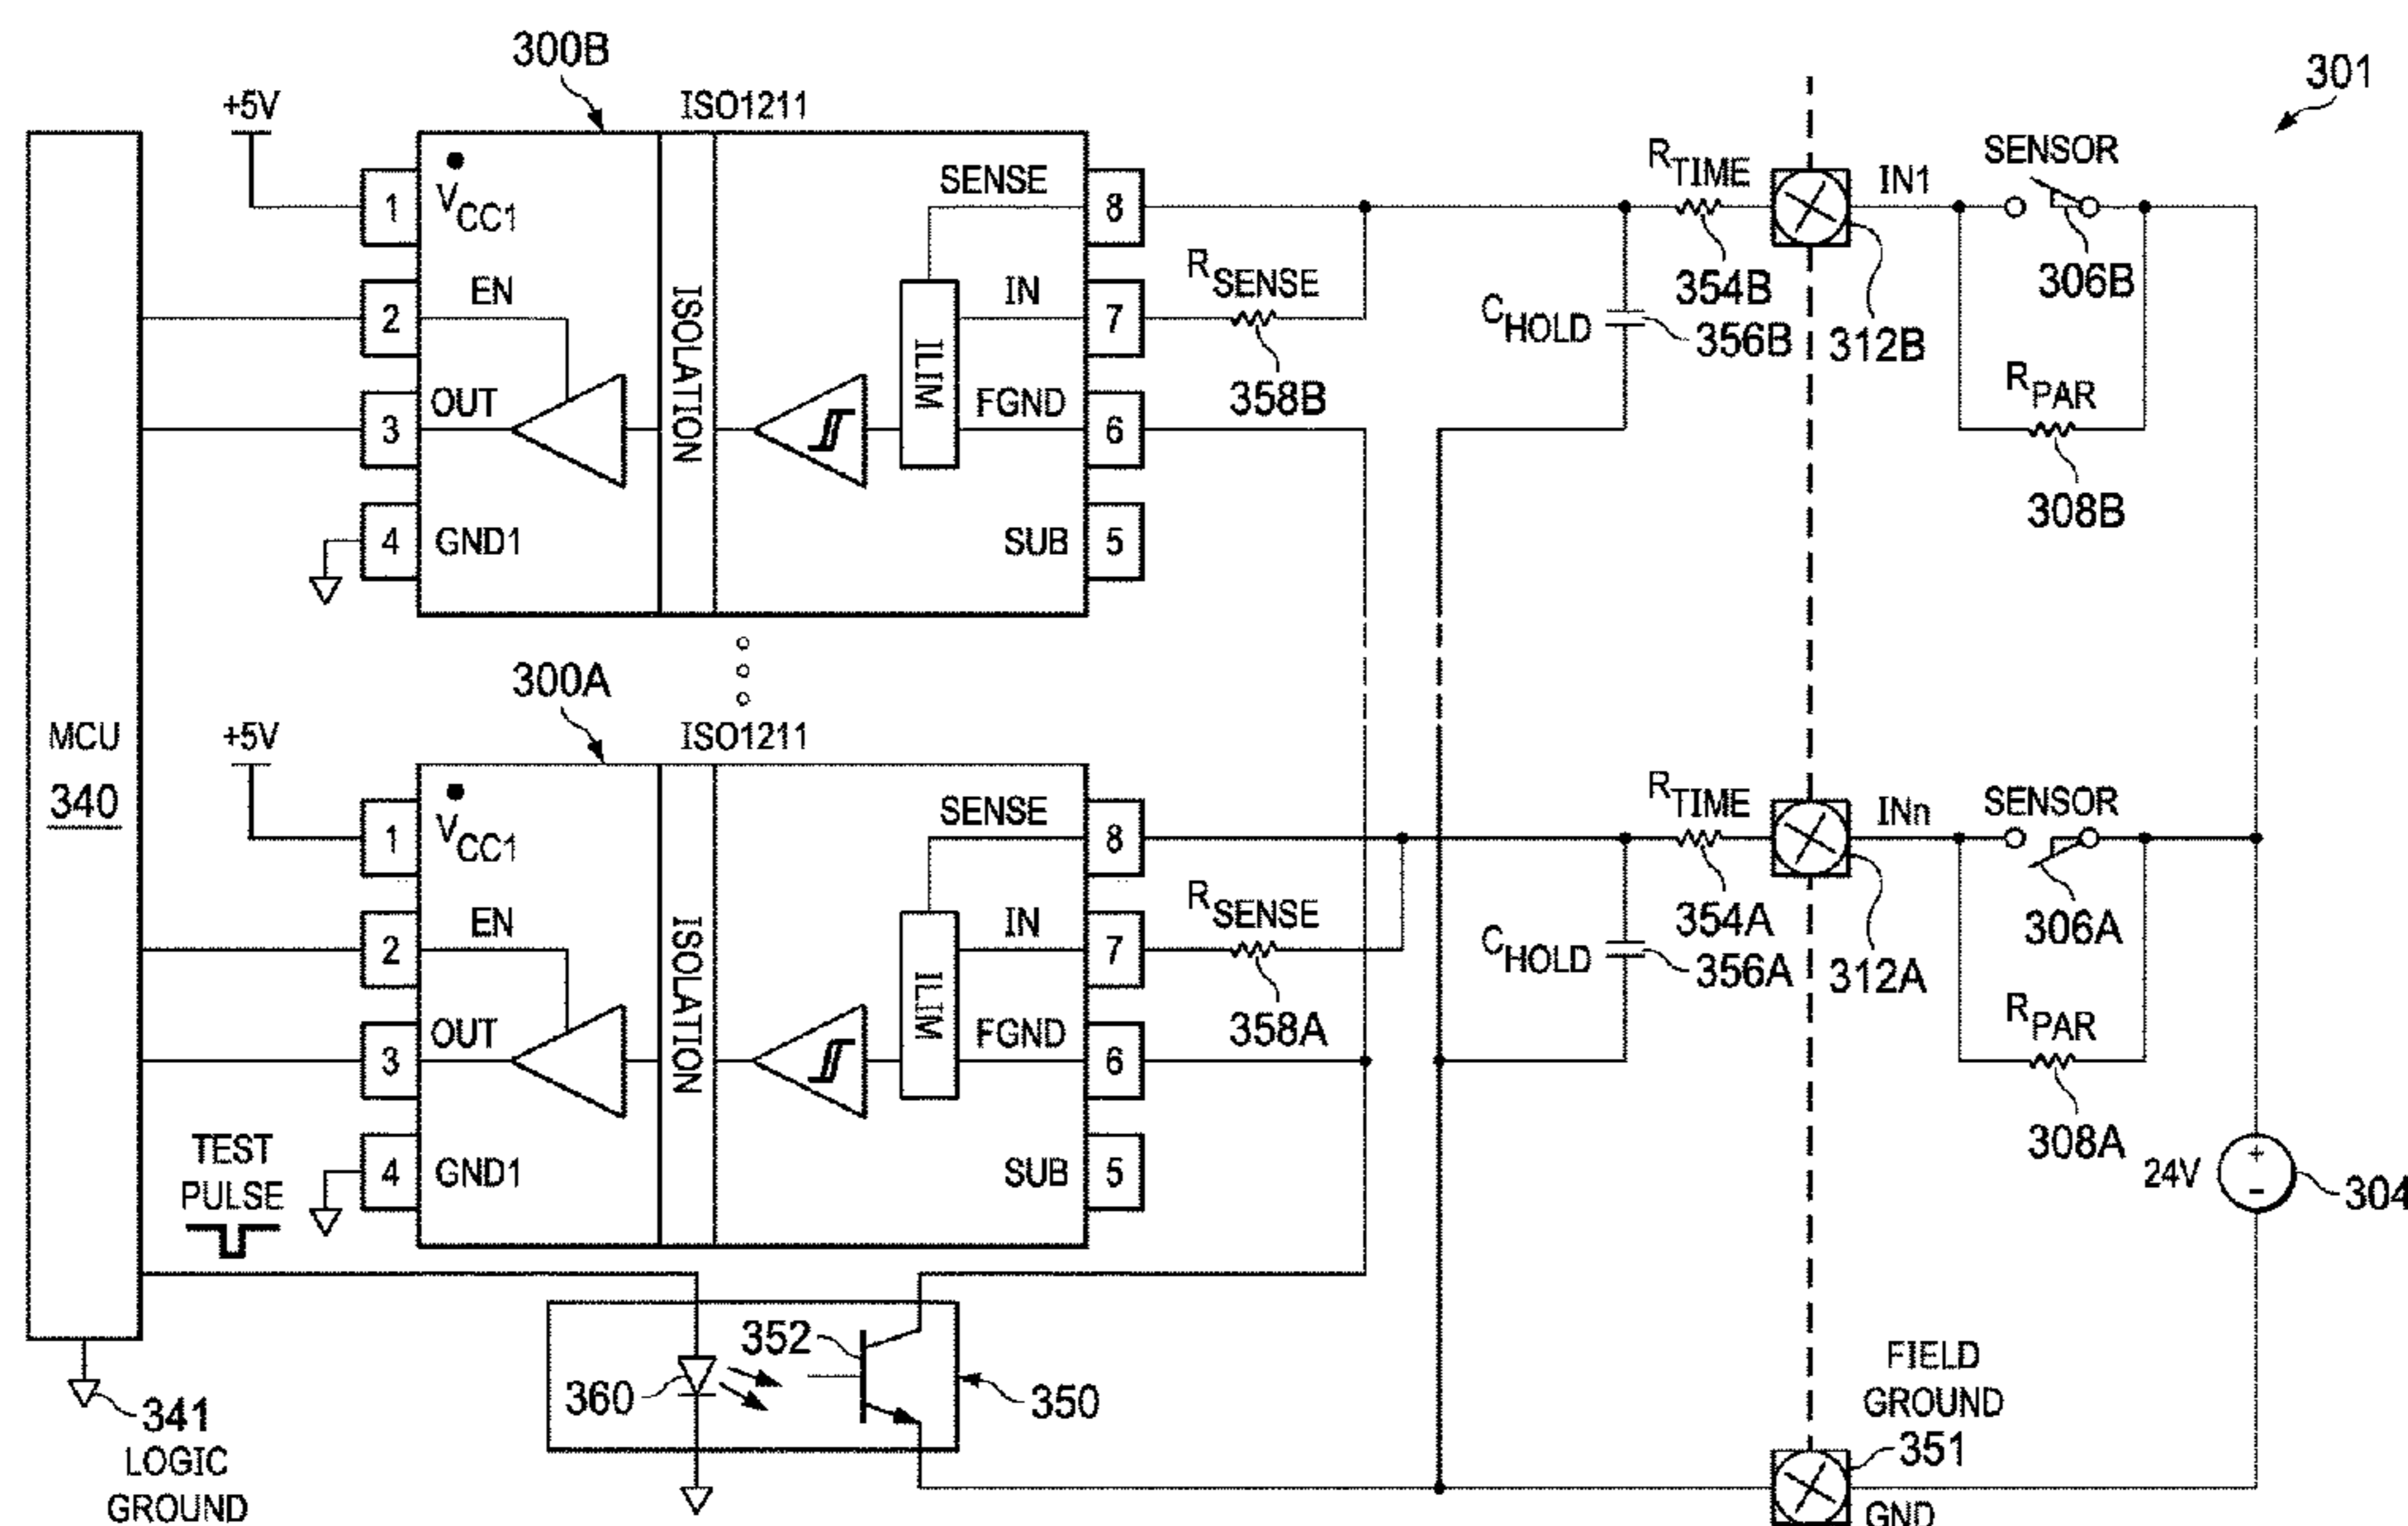 300B
ISO1211
301
+5V
SENSE
8
1
VCC1
RTIME
IN1
SENSOR
354B
306B
312B
EN
2
IN
7
RSENSE
358B
CHOLD
356B
ILIM
ISOLATION
OUT
3
FGND
6
RPAR
308B
4
GND1
SUB
5
300A
ISO1211
MCU
340
+5V
SENSE
8
1
VCC1
RTIME
INn
SENSOR
354A
306A
312A
EN
2
IN
7
RSENSE
358A
CHOLD
356A
ILIM
ISOLATION
OUT
3
FGND
6
RPAR
308A
TEST
PULSE
4
GND1
SUB
5
24V
+
-
304
352
360
350
341
LOGIC
GROUND
FIELD
GROUND
351
GND